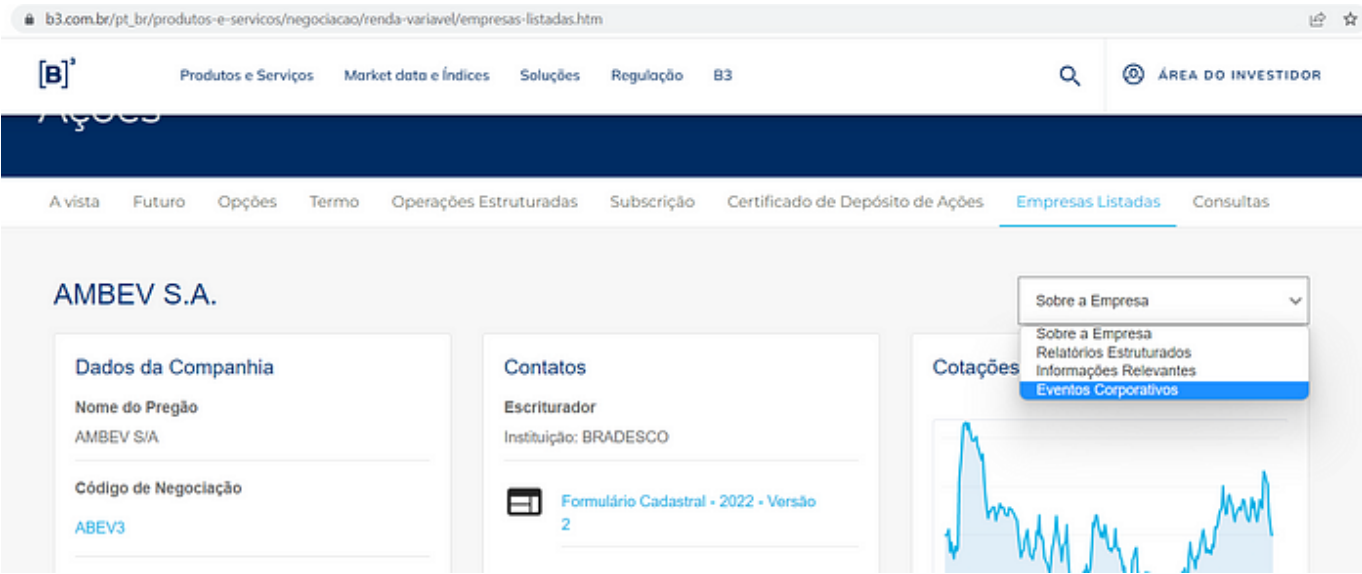 b3.com.br/pt_br/produtos-e-servicos/negociacao/renda-variavel/empresas-listadas.htm
[B]³ Produtos e Serviços Market data e Índices Soluções Regulação B3 ÁREA DO INVESTIDOR
Ações
A vista Futuro Opções Termo Operações Estruturadas Subscrição Certificado de Depósito de Ações Empresas Listadas Consultas
AMBEV S.A.
Sobre a Empresa
Sobre a Empresa
Relatórios Estruturados
Informações Relevantes
Eventos Corporativos
Dados da Companhia
Nome do Pregão
AMBEV S/A
Código de Negociação
ABEV3
Contatos
Escriturador
Instituição: BRADESCO
Formulário Cadastral - 2022 - Versão
2
Cotações